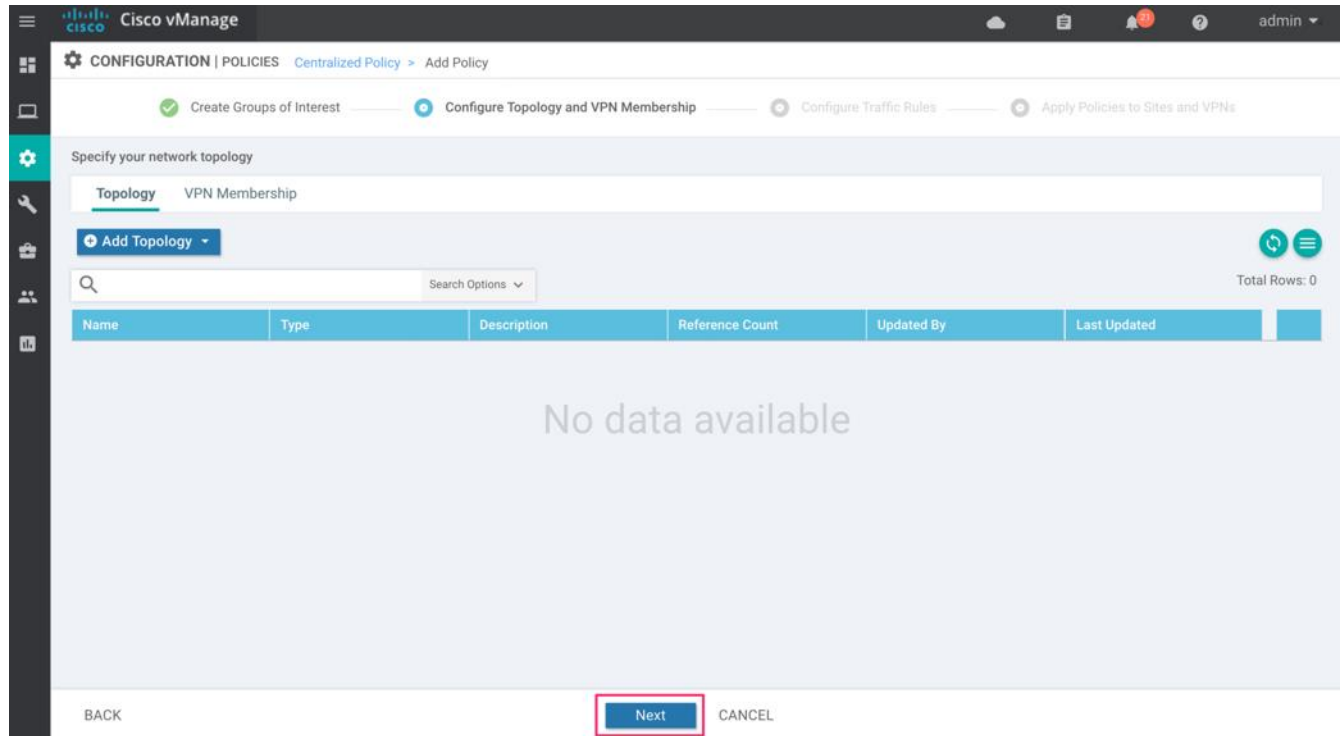 cisco Cisco vManage 23 admin
CONFIGURATION | POLICIES Centralized Policy > Add Policy
Create Groups of Interest Configure Topology and VPN Membership Configure Traffic Rules Apply Policies to Sites and VPNs
Specify your network topology
Topology VPN Membership
Add Topology
Search Options Total Rows: 0
Name Type Description Reference Count Updated By Last Updated
No data available
BACK Next CANCEL